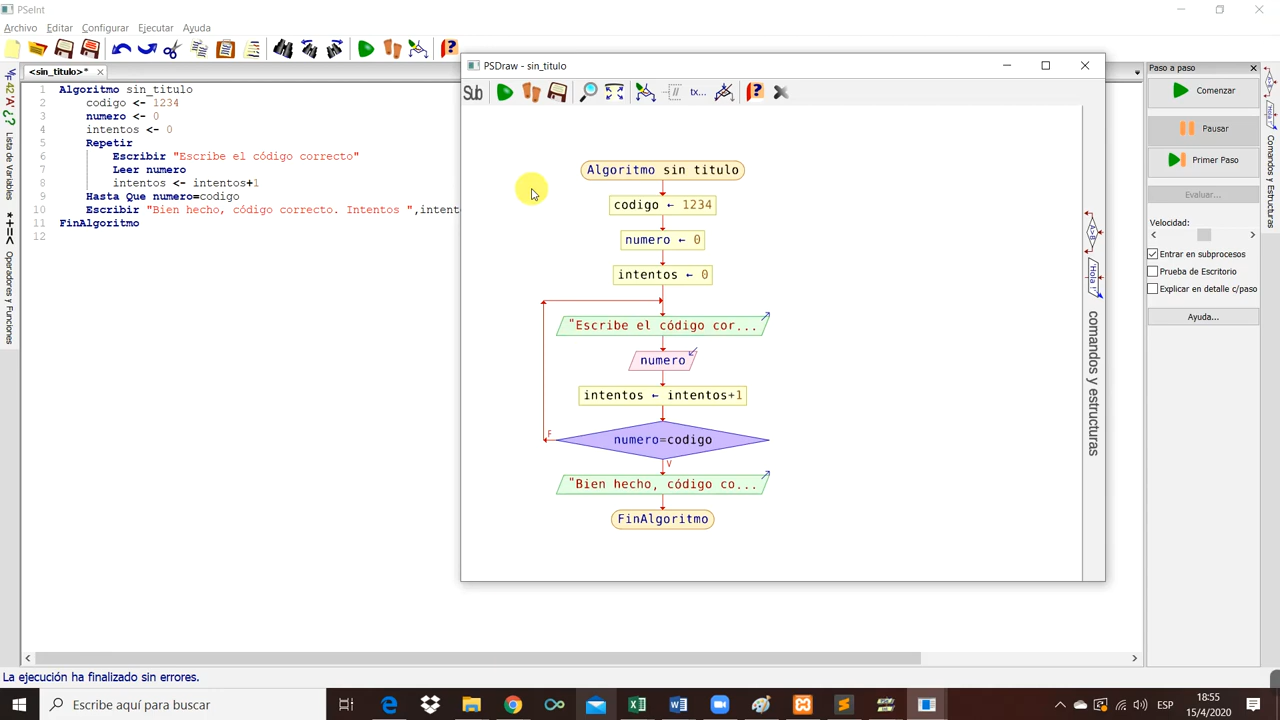 PSeInt
Archivo Editar Configurar Ejecutar Ayuda
<sin_titulo>* ×
1 Algoritmo sin_titulo
2 codigo <- 1234
3 numero <- 0
4 intentos <- 0
5 Repetir
6 Escribir "Escribe el código correcto"
7 Leer numero
8 intentos <- intentos+1
9 Hasta Que numero=codigo
10 Escribir "Bien hecho, código correcto. Intentos ",intent
11 FinAlgoritmo
12
Lista de Variables
Operadores y Funciones
PSDraw - sin_titulo
Sub
tx...
Algoritmo sin titulo
codigo ← 1234
numero ← 0
intentos ← 0
"Escribe el código cor...
numero
intentos ← intentos+1
numero=codigo
F
V
"Bien hecho, código co...
FinAlgoritmo
A>B
"Hola !"
comandos y estructuras
Paso a paso
Comenzar
Pausar
Primer Paso
Evaluar...
Velocidad:
Entrar en subprocesos
Prueba de Escritorio
Explicar en detalle c/paso
Ayuda...
Comandos y Estructuras
La ejecución ha finalizado sin errores.
Escribe aquí para buscar
ESP
18:55
15/4/2020